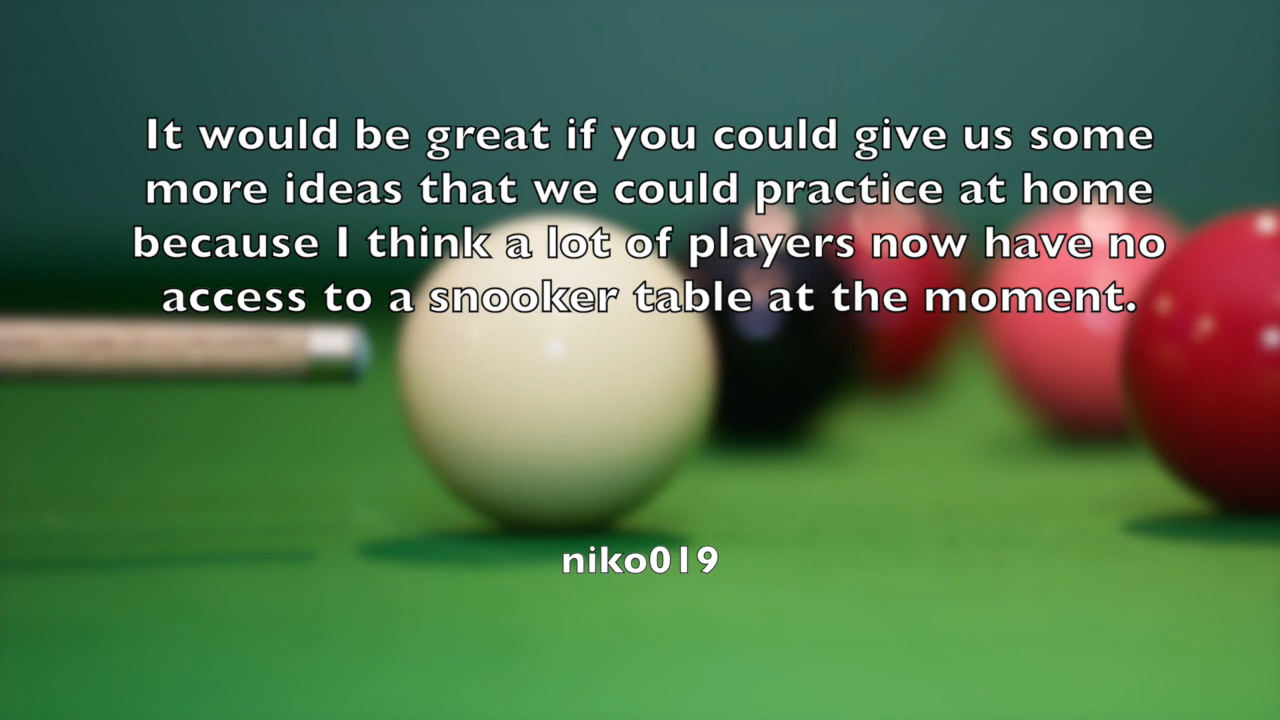 It would be great if you could give us some
more ideas that we could practice at home
because I think a lot of players now have no
access to a snooker table at the moment.
niko019